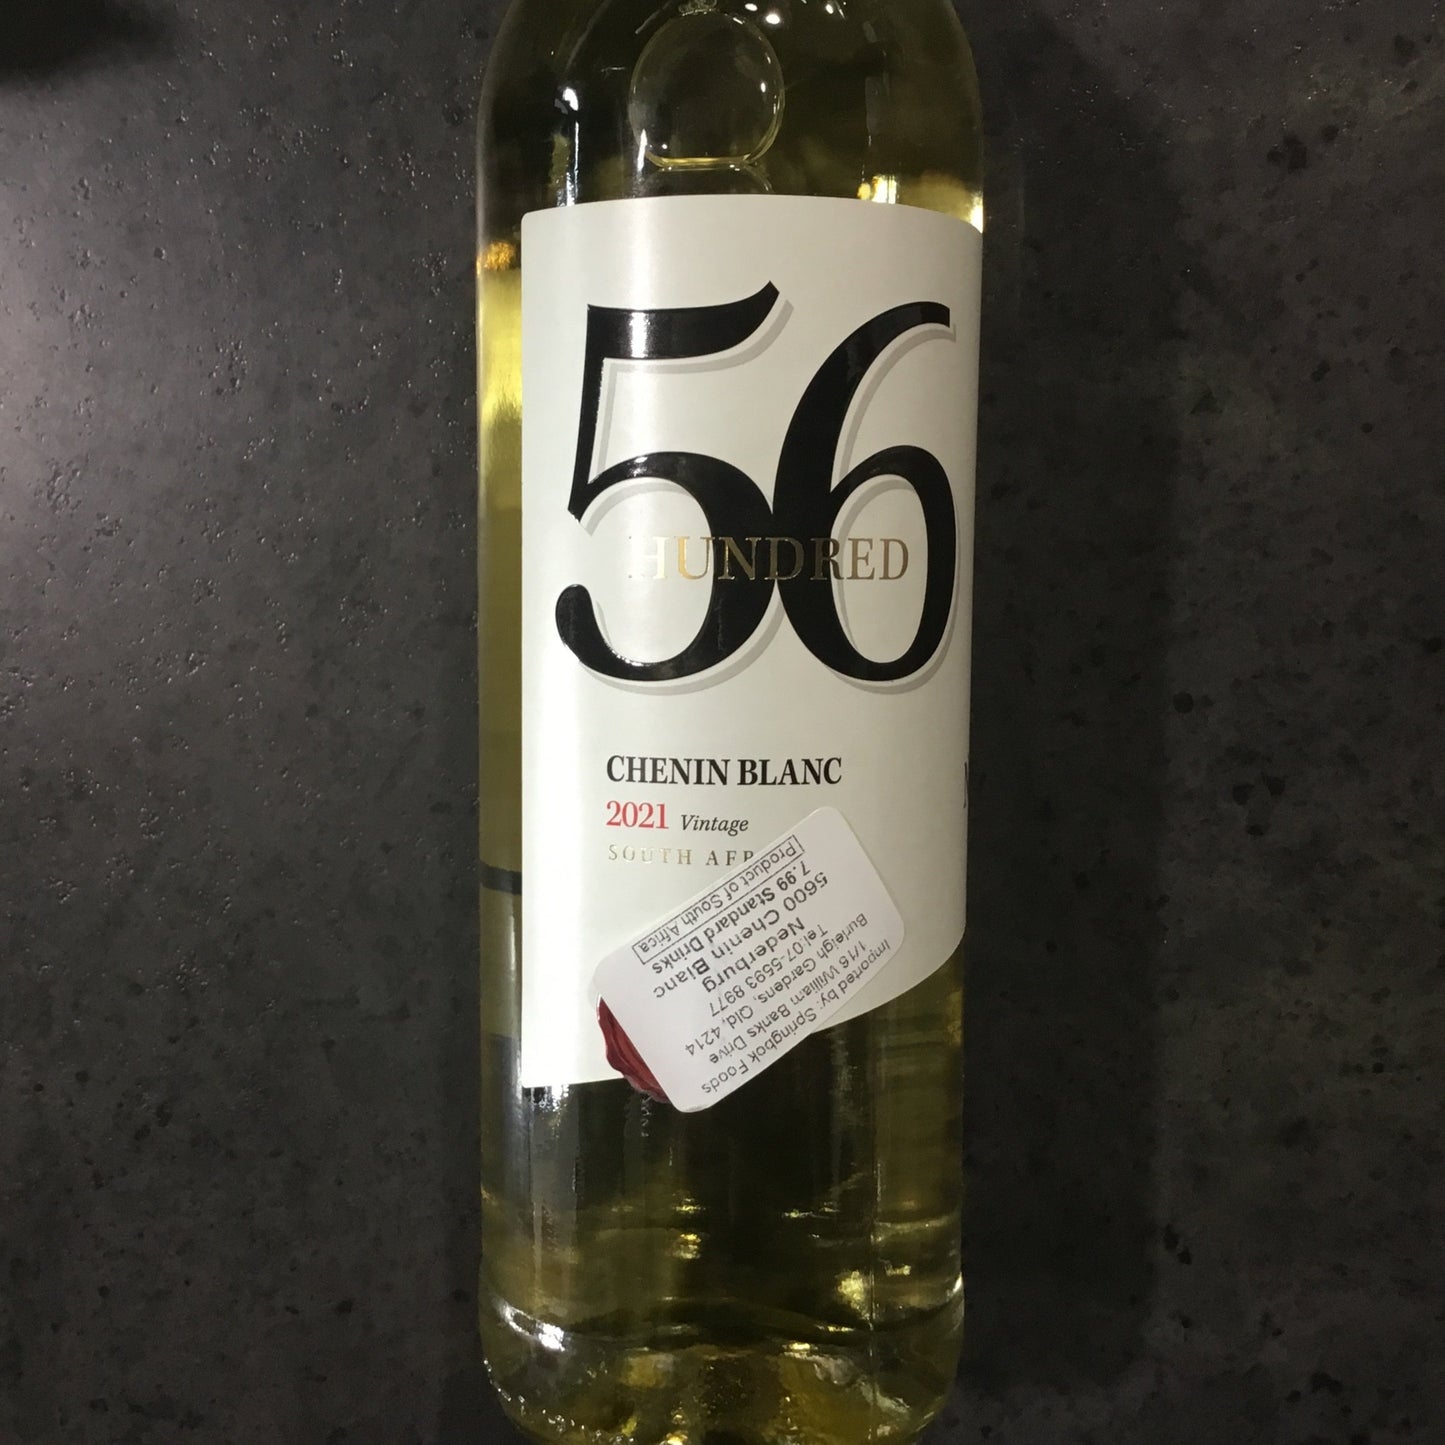 56
HUNDRED
CHENIN BLANC
2021 Vintage
SOUTH
Imported by: Springbok Foods
1/16 William Banks Drive
Burleigh Gardens, Qld, 4214
Tel:07-5593 8977
Nederburg
5600 Chenin Blanc
7.99 Standard Drinks
Product of South Africa